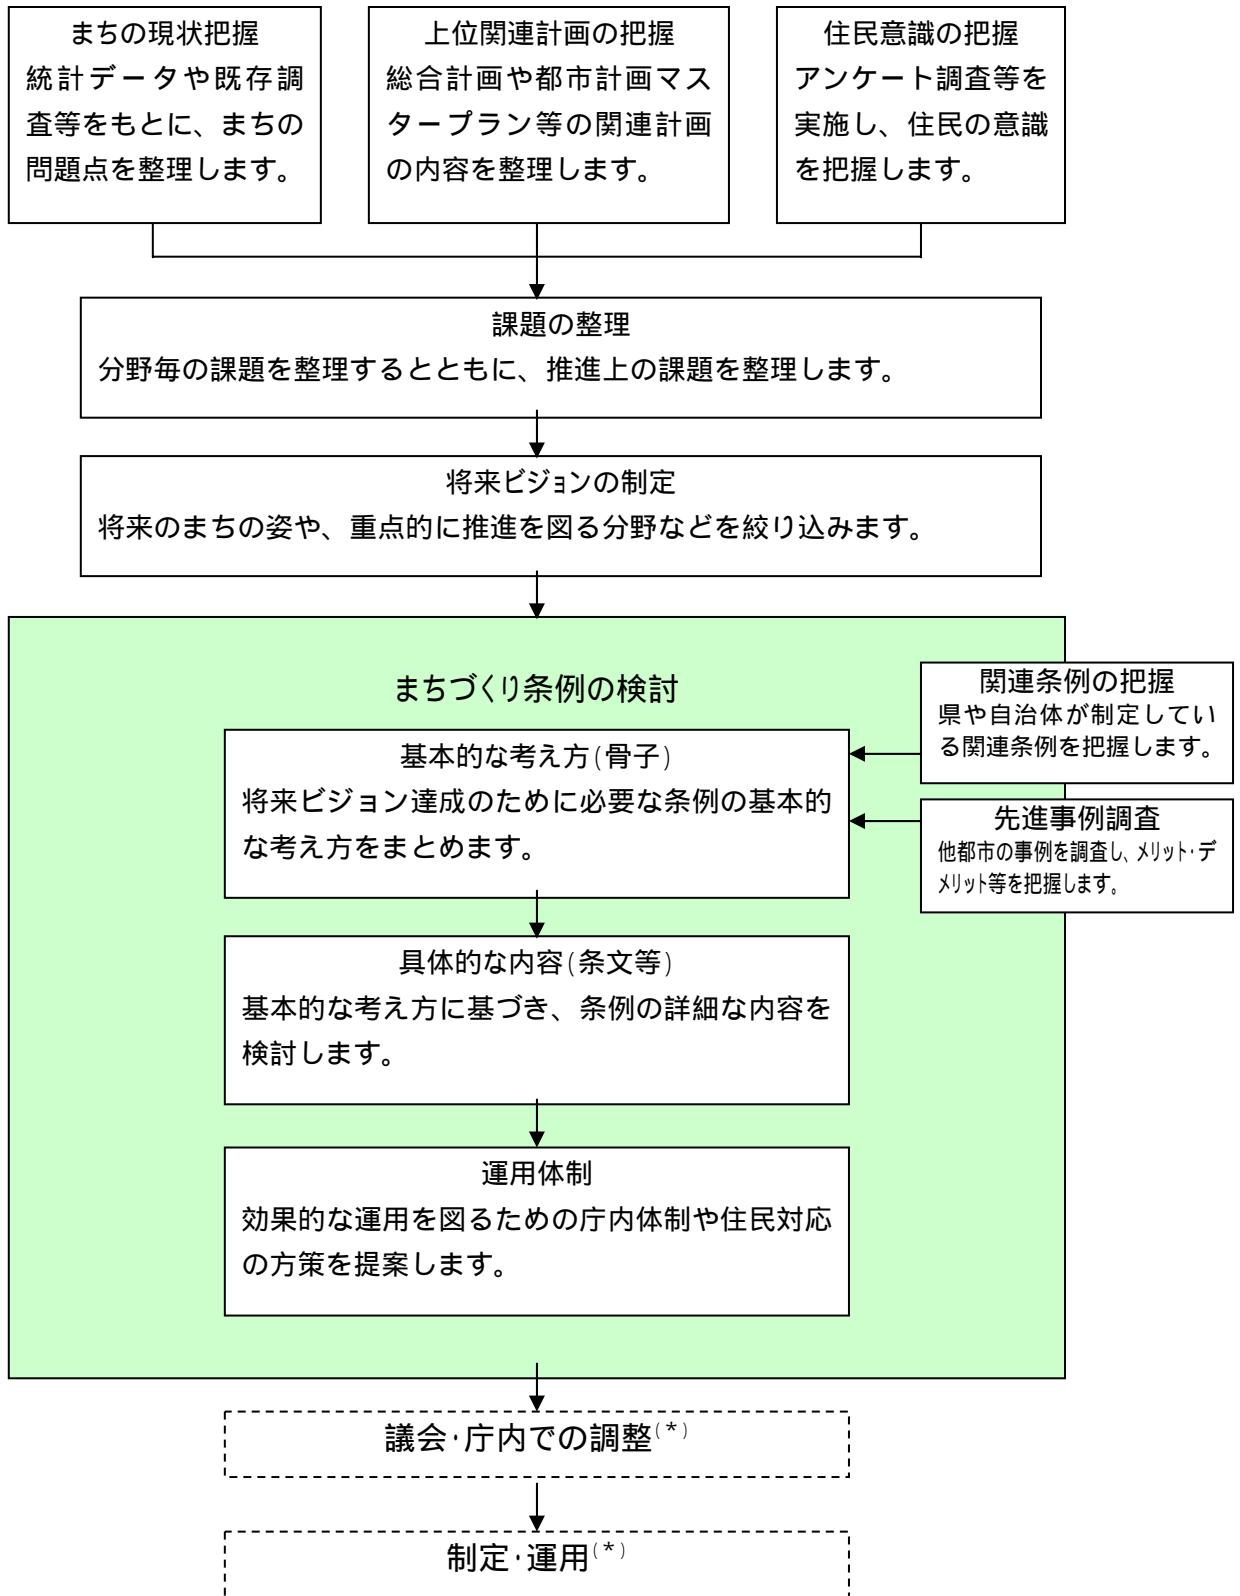 まちの現状把握
統計データや既存調
査等をもとに、まちの
問題点を整理します。
上位関連計画の把握
総合計画や都市計画マス
タープラン等の関連計画
の内容を整理します。
住民意識の把握
アンケート調査等を
実施し、住民の意識
を把握します。
課題の整理
分野毎の課題を整理するとともに、推進上の課題を整理します。
将来ビジョンの制定
将来のまちの姿や、重点的に推進を図る分野などを絞り込みます。
まちづくり条例の検討
関連条例の把握
県や自治体が制定してい
る関連条例を把握します。
基本的な考え方(骨子)
将来ビジョン達成のために必要な条例の基本的
な考え方をまとめます。
先進事例調査
他都市の事例を調査し、メリット・デ
メリット等を把握します。
具体的な内容(条文等)
基本的な考え方に基づき、条例の詳細な内容を
検討します。
運用体制
効果的な運用を図るための庁内体制や住民対応
の方策を提案します。
議会・庁内での調整(*)
制定・運用(*)